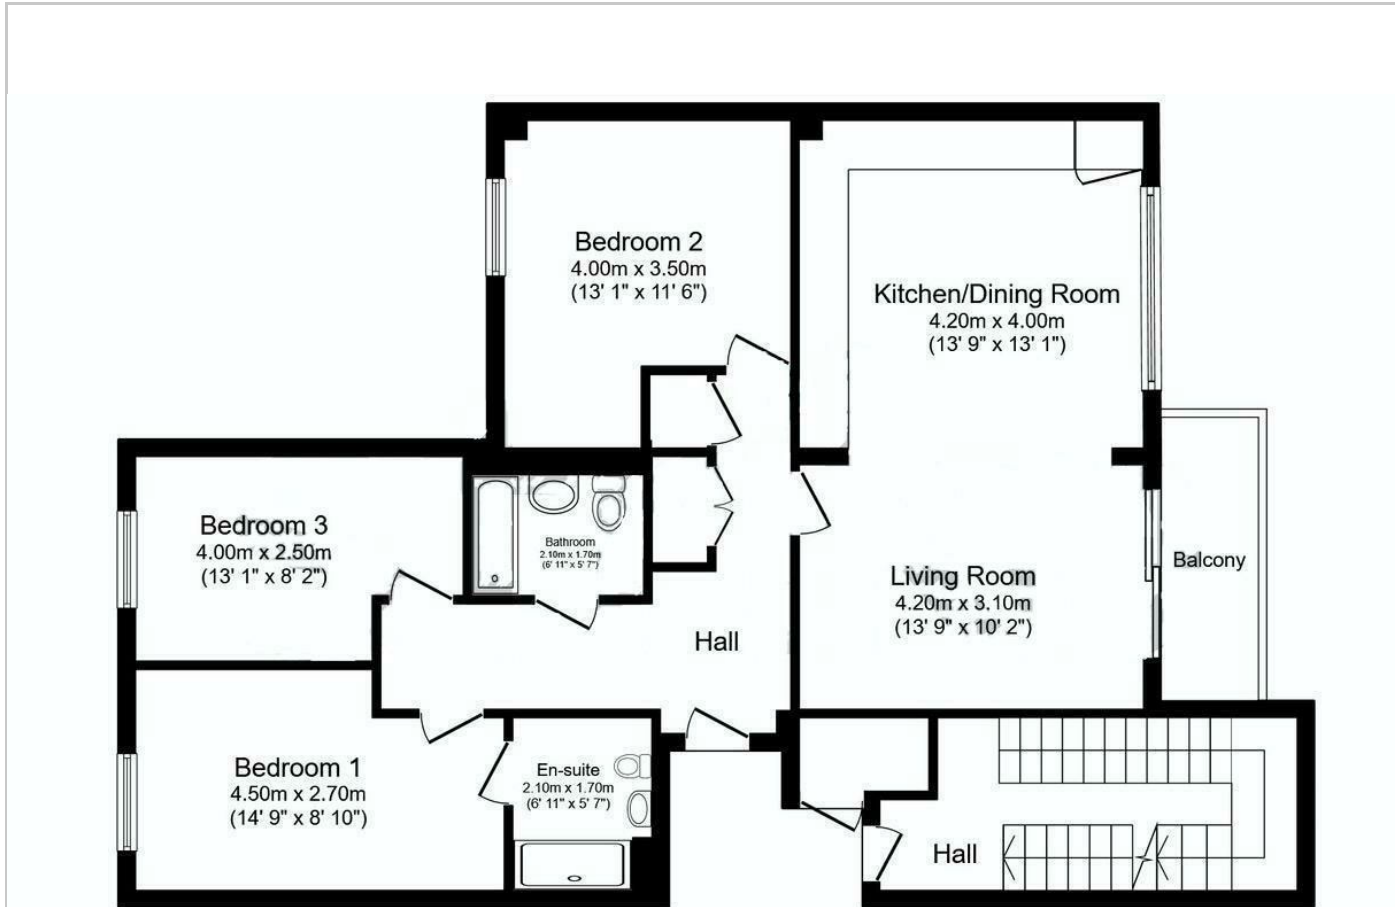 Bedroom 2
4.00m x 3.50m
(13' 1" x 11' 6")
Kitchen/Dining Room
4.20m x 4.00m
(13' 9" x 13' 1")
Bedroom 3
4.00m x 2.50m
(13' 1" x 8' 2")
Bathroom
2.10m x 1.70m
(6' 11" x 5' 7")
Living Room
4.20m x 3.10m
(13' 9" x 10' 2")
Balcony
Hall
Bedroom 1
4.50m x 2.70m
(14' 9" x 8' 10")
En-suite
2.10m x 1.70m
(6' 11" x 5' 7")
Hall